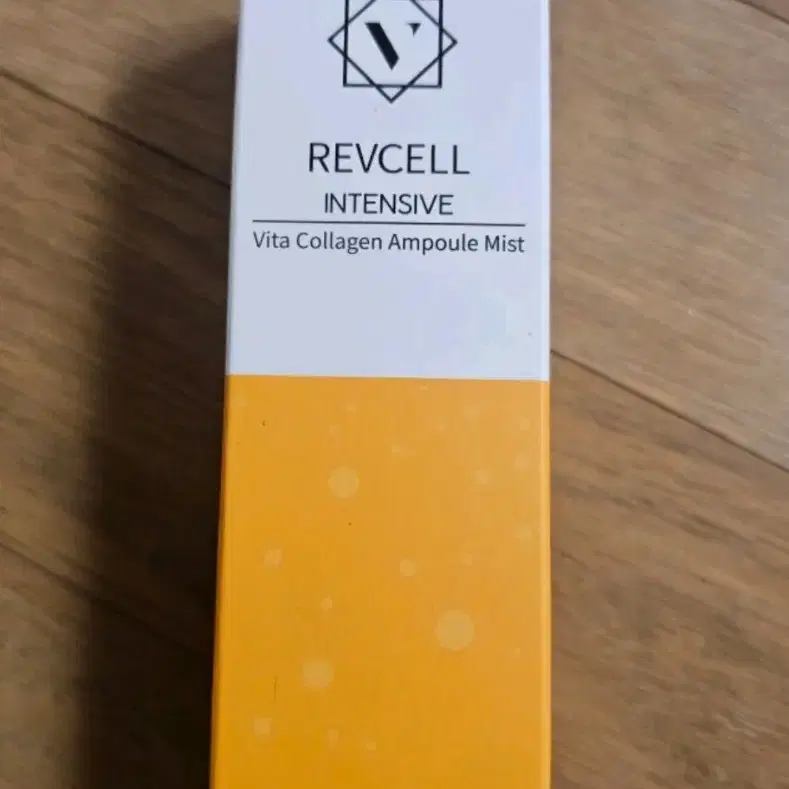 V
REVCELL
INTENSIVE
Vita Collagen Ampoule Mist